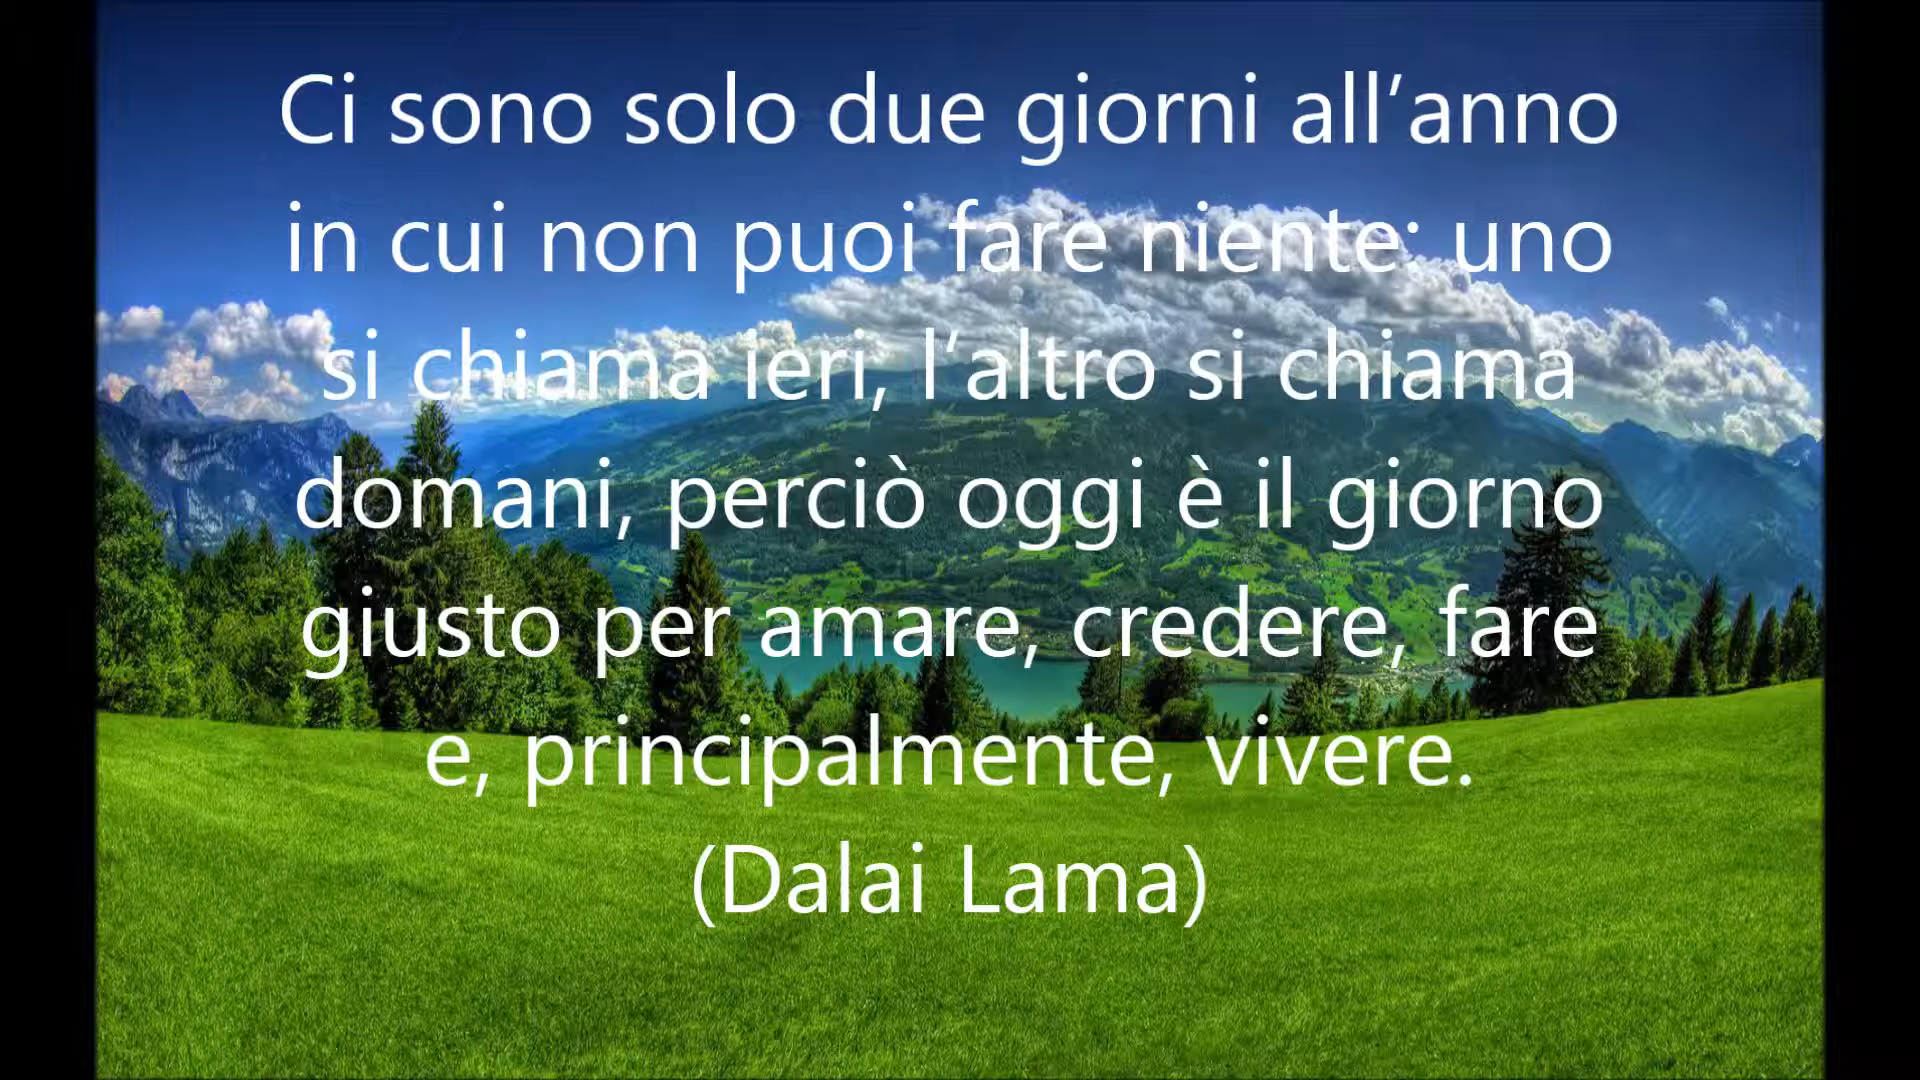 Ci sono solo due giorni all’anno
in cui non puoi fare niente: uno
si chiama ieri, l’altro si chiama
domani, perciò oggi è il giorno
giusto per amare, credere, fare
e, principalmente, vivere.
(Dalai Lama)